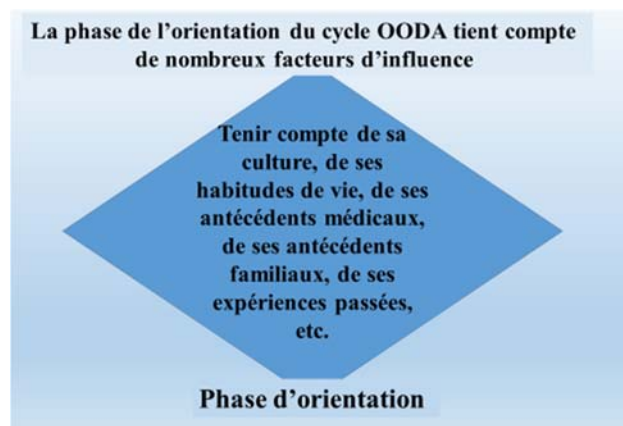 La phase de l’orientation du cycle OODA tient compte
de nombreux facteurs d’influence
Tenir compte de sa
culture, de ses
habitudes de vie, de ses
antécédents médicaux,
de ses antécédents
familiaux, de ses
expériences passées,
etc.
Phase d’orientation